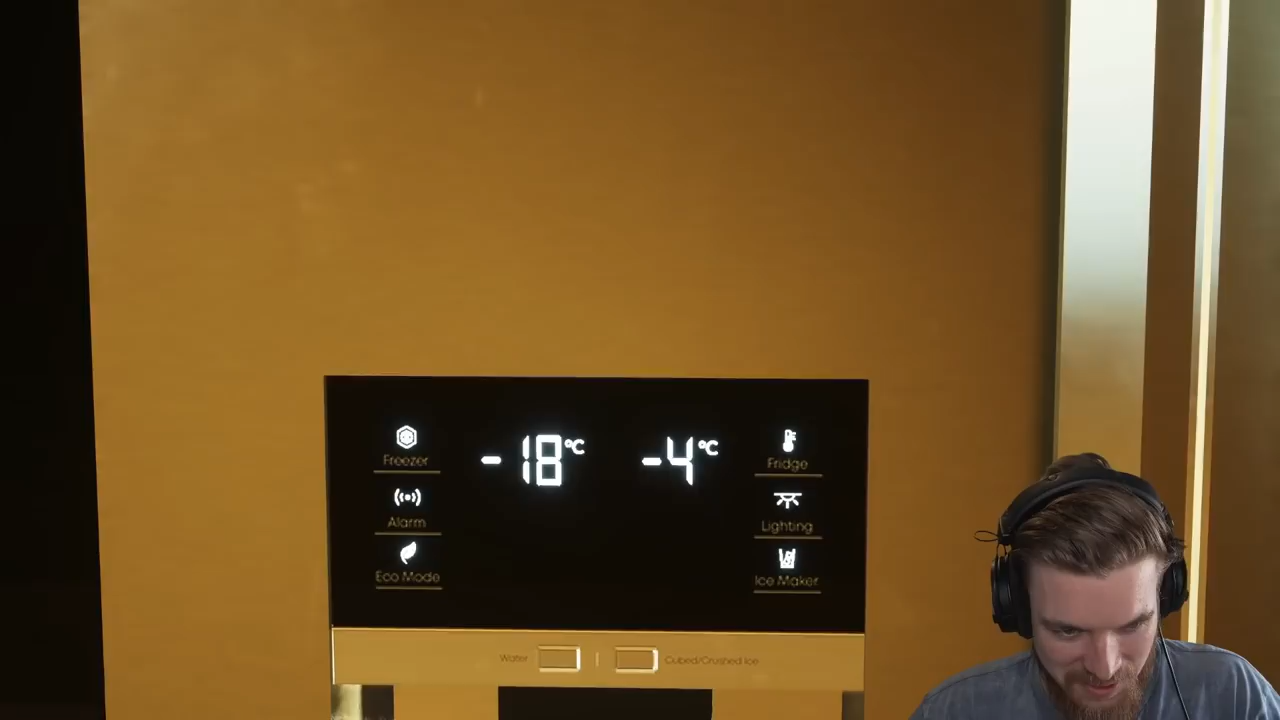 Freezer
-18°C
-4°C
Fridge
Alarm
Lighting
Eco Mode
Ice Maker
Water
Cubed/Crushed Ice